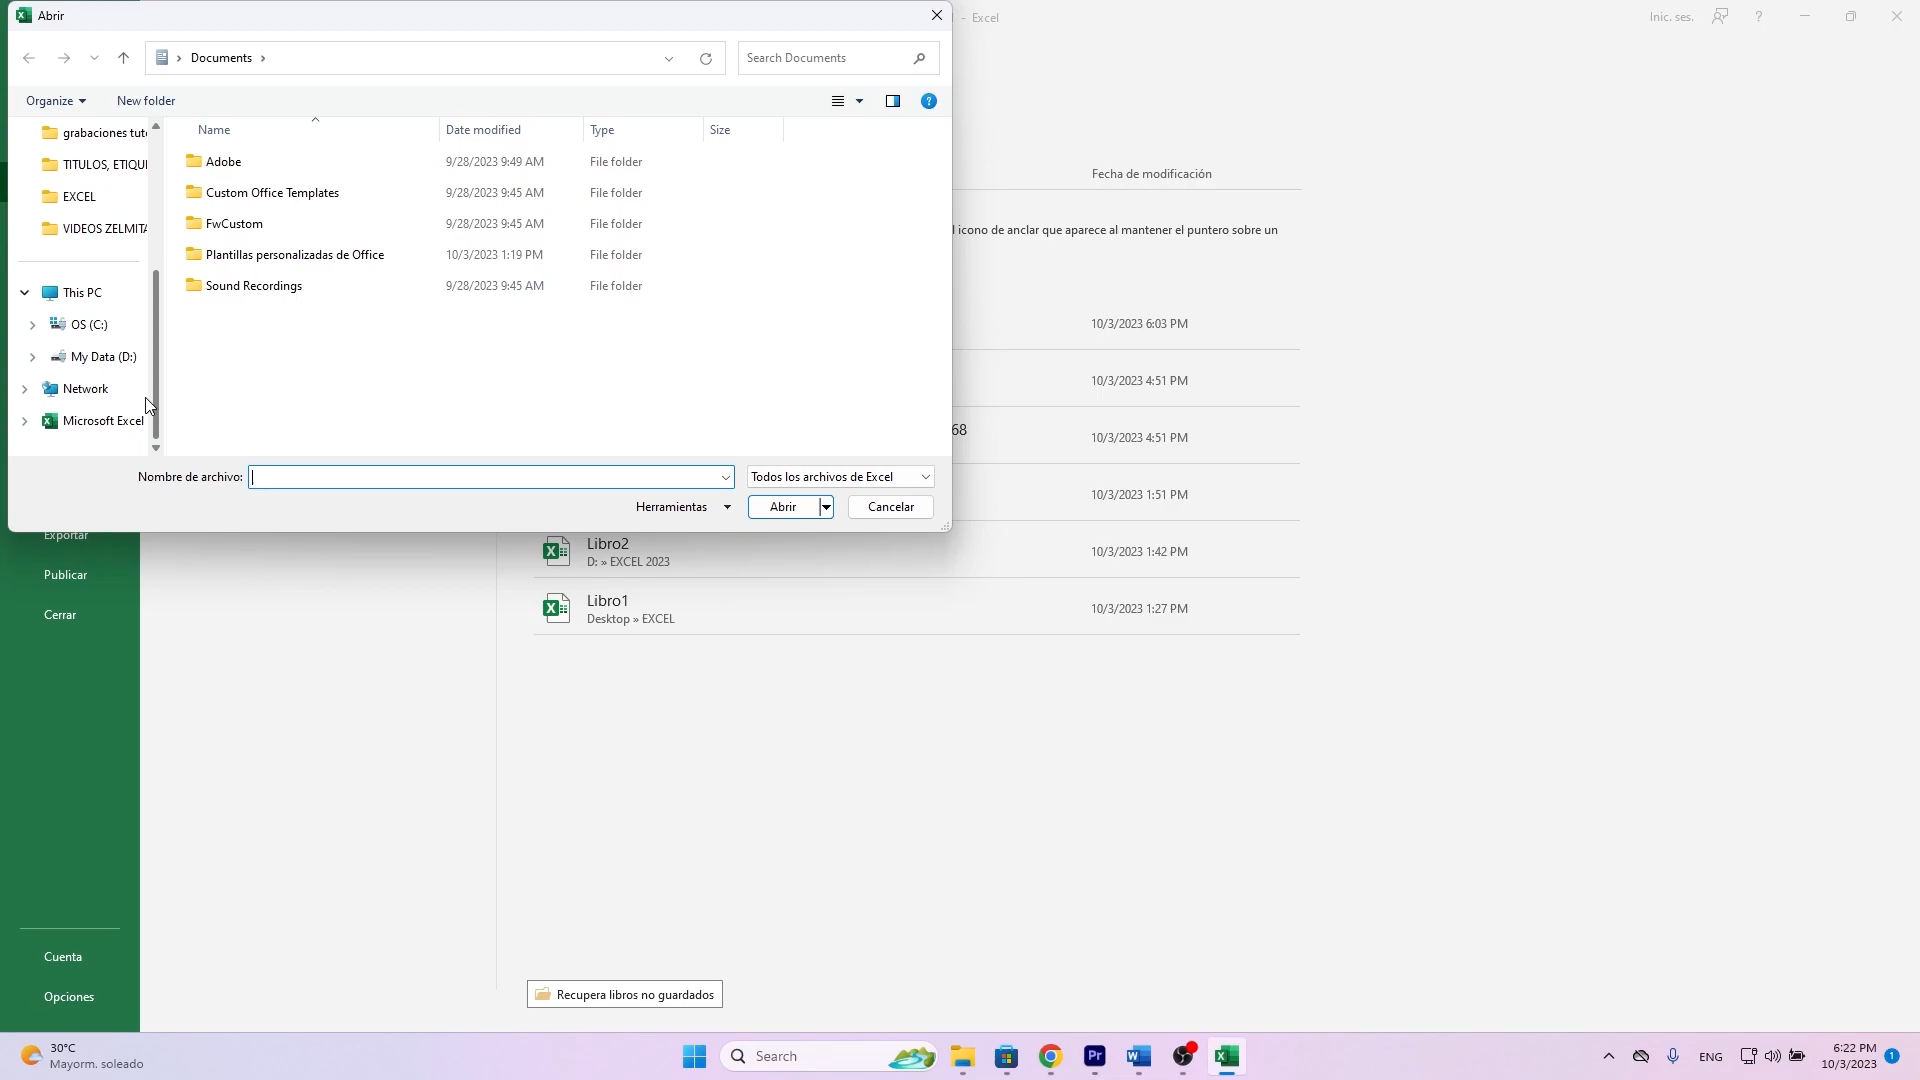 Abrir
- Excel
Inic. ses.
?
Documents
Search Documents
Organize
New folder
?
Name
Date modified
Type
Size
grabaciones tut
TITULOS, ETIQU
EXCEL
VIDEOS ZELMITA
This PC
OS (C:)
My Data (D:)
Network
Microsoft Excel
Adobe 9/28/2023 9:49 AM File folder
Custom Office Templates 9/28/2023 9:45 AM File folder
FwCustom 9/28/2023 9:45 AM File folder
Plantillas personalizadas de Office 10/3/2023 1:19 PM File folder
Sound Recordings 9/28/2023 9:45 AM File folder
Nombre de archivo:
Todos los archivos de Excel
Herramientas
Abrir
Cancelar
Fecha de modificación
l icono de anclar que aparece al mantener el puntero sobre un
10/3/2023 6:03 PM
10/3/2023 4:51 PM
68
10/3/2023 4:51 PM
10/3/2023 1:51 PM
Libro2
D: » EXCEL 2023
10/3/2023 1:42 PM
Libro1
Desktop » EXCEL
10/3/2023 1:27 PM
Exportar
Publicar
Cerrar
Cuenta
Opciones
Recupera libros no guardados
30°C
Mayorm. soleado
Search
Pr
W
ENG
6:22 PM
10/3/2023
1